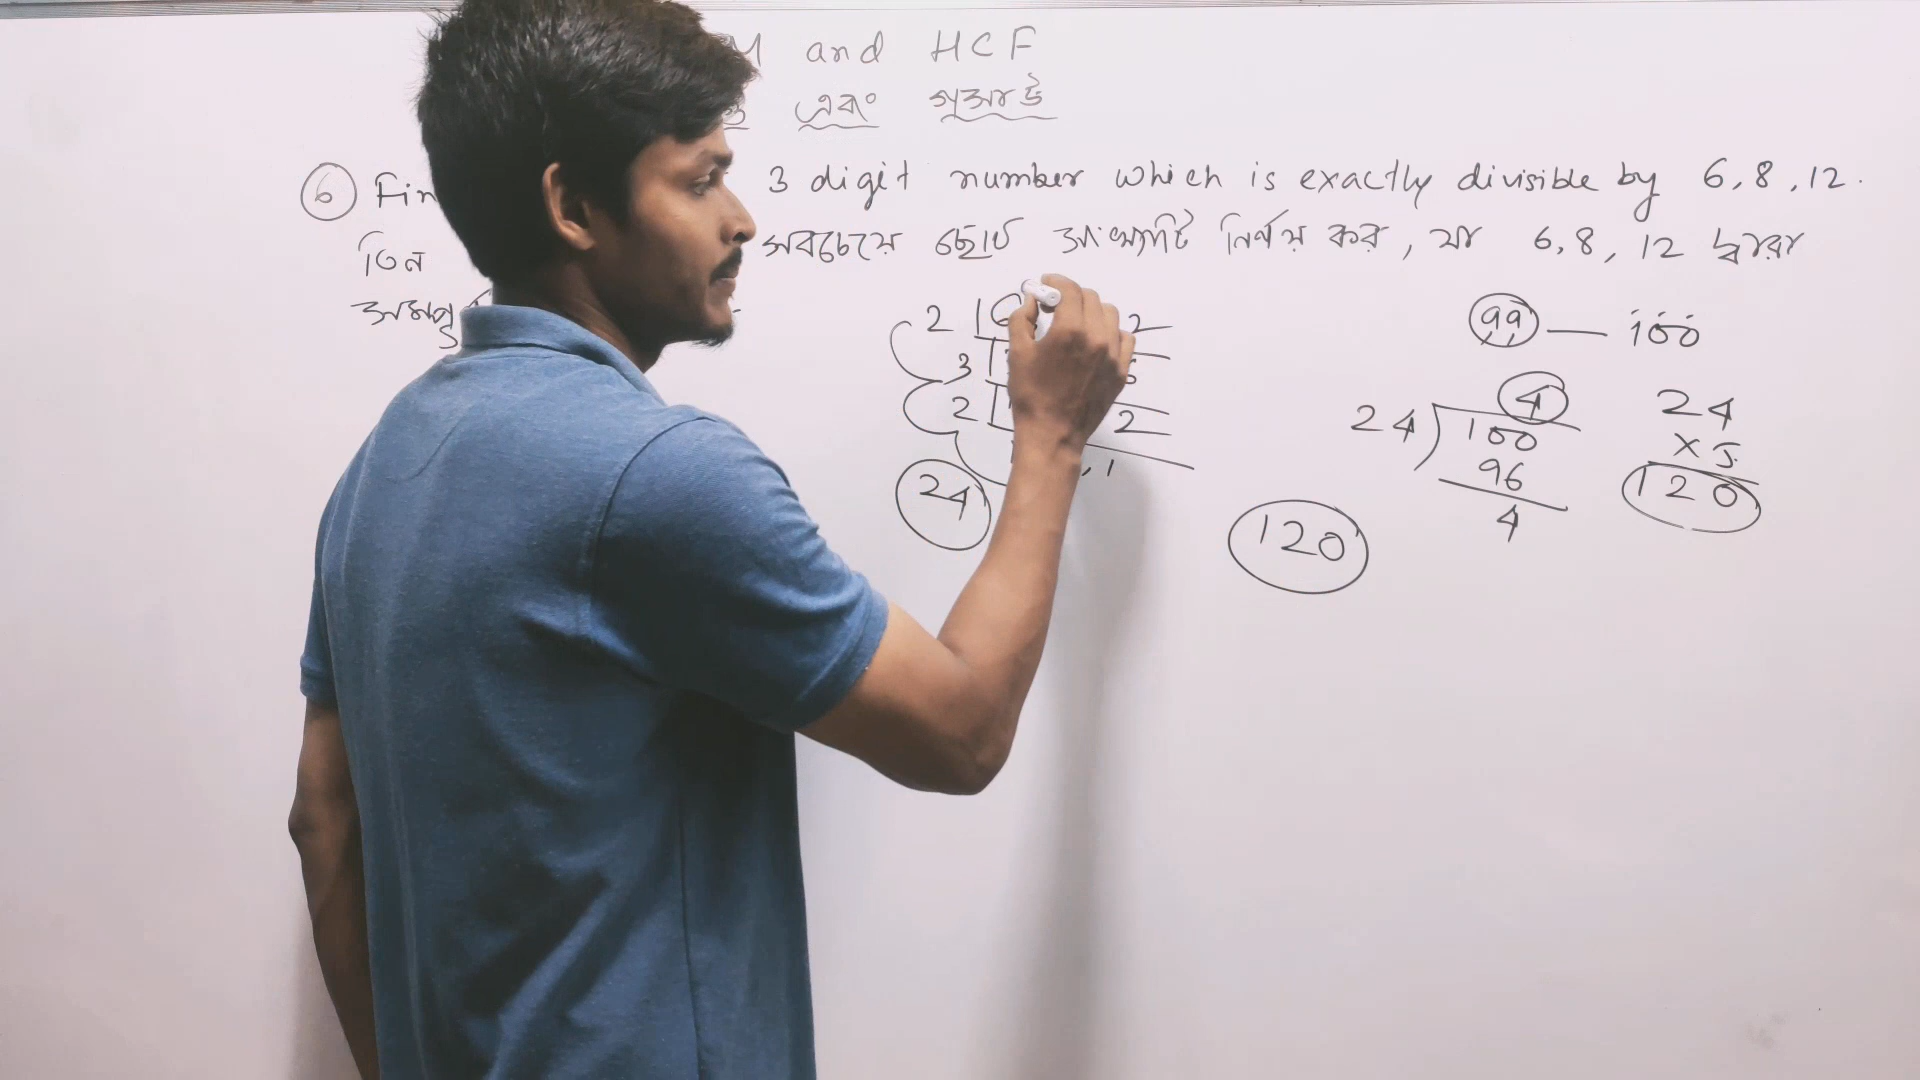 and HCF
এবং গসাগুউ
6 Fin 3 digit number which is exactly divisible by 6, 8, 12.
তিন সবচেয়ে ছোট সংখ্যাটি নির্ণয় কর, যা 6, 8, 12 দ্বারা
2 2
3
2 2
, 1
24
99 — 100
4
24 ) 100
96
4
24
x 5
120
120